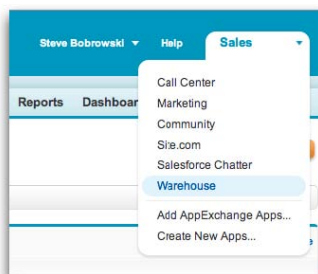 Steve Bobrowski Help Sales
Reports Dashboar
Call Center
Marketing
Community
Site.com
Salesforce Chatter
Warehouse
Add AppExchange Apps...
Create New Apps...